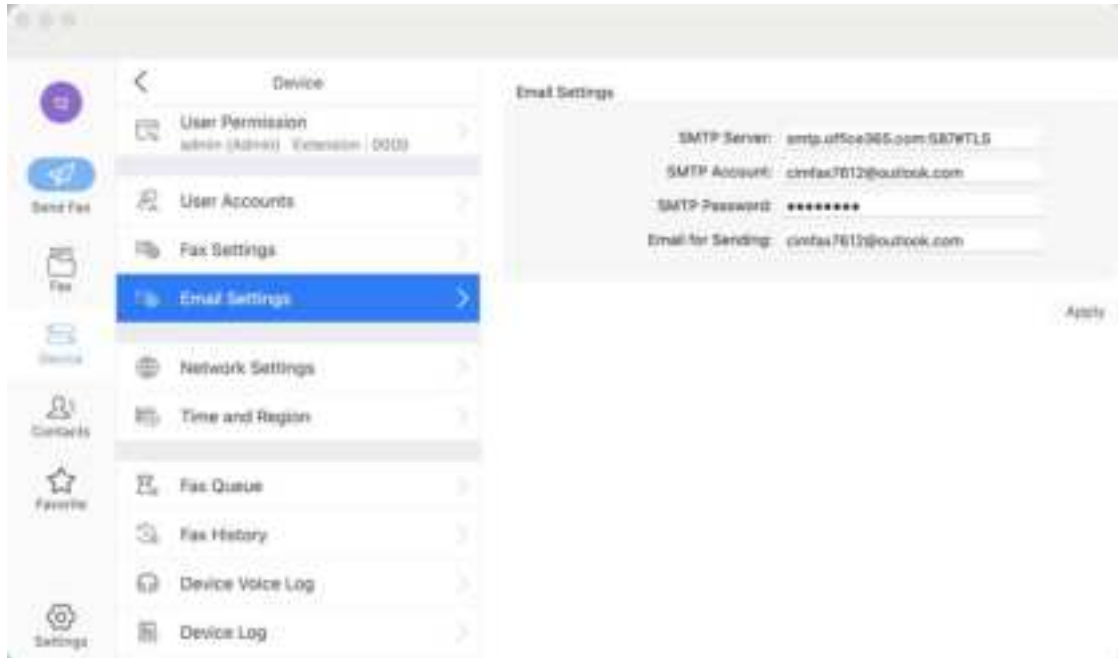 Device
User Permission
admin (Admin) Extension : 0000
User Accounts
Fax Settings
Email Settings
Network Settings
Time and Region
Fax Queue
Fax History
Device Voice Log
Device Log
Send Fax
Fax
Device
Contacts
Favorite
Settings
Email Settings
SMTP Server: smtp.office365.com:587#TLS
SMTP Account: cimfax7612@outlook.com
SMTP Password: ••••••••
Email for Sending: cimfax7612@outlook.com
Apply